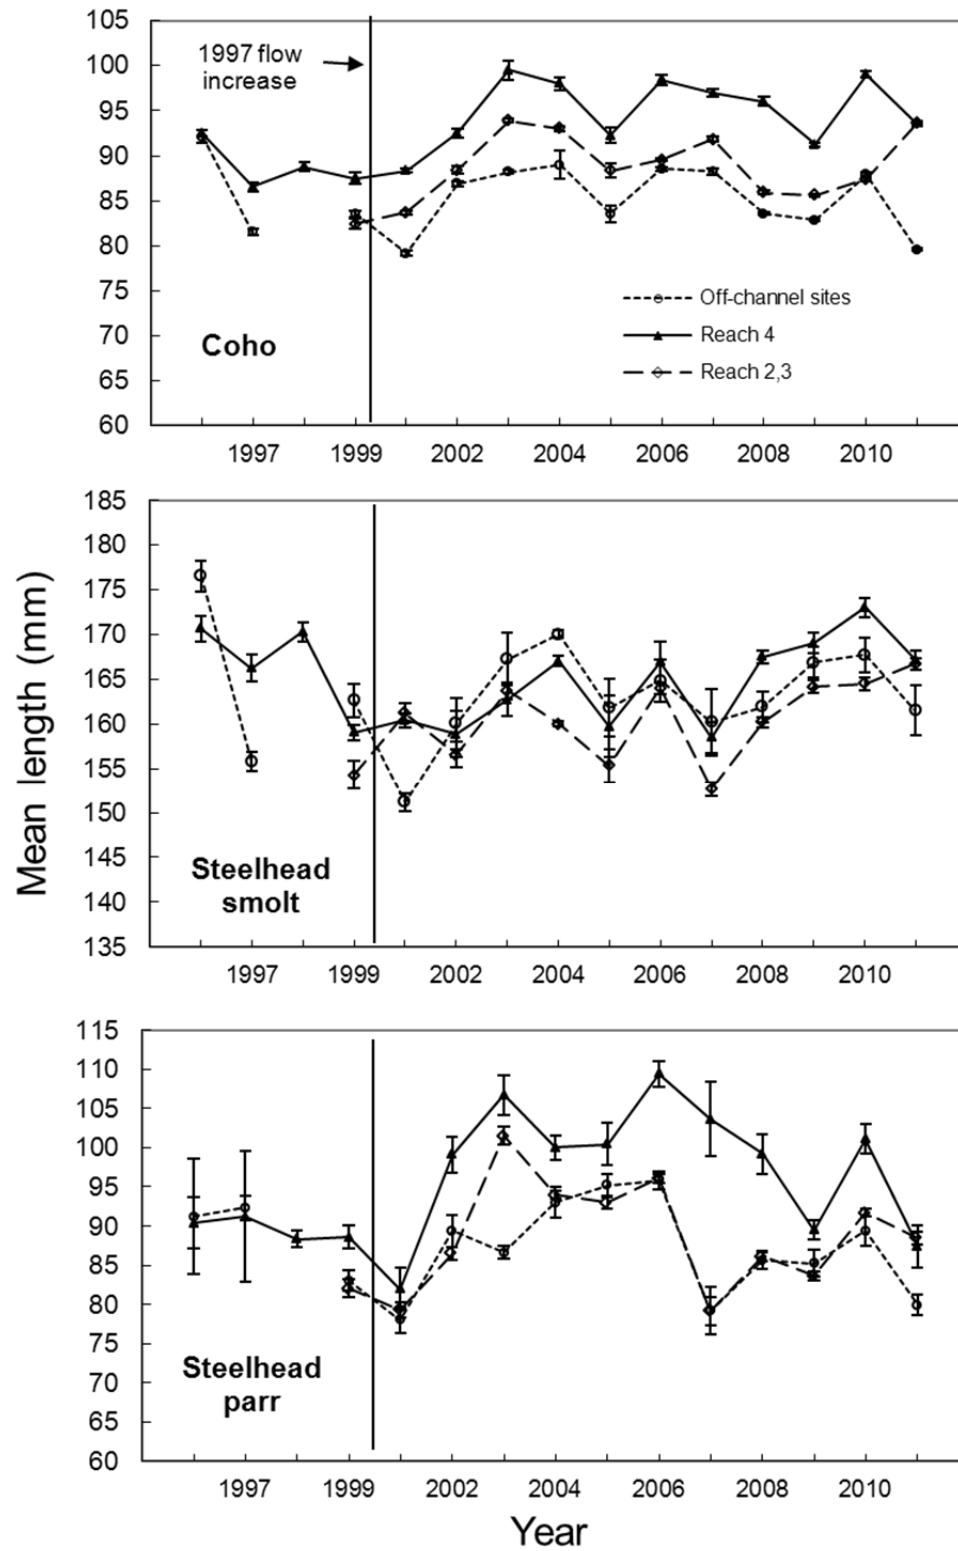 105
100
95
90
85
80
75
70
65
60
1997 flow
increase
Off-channel sites
Reach 4
Reach 2,3
Coho
1997 1999 2002 2004 2006 2008 2010
Mean length (mm)
185
180
175
170
165
160
155
150
145
140
135
Steelhead
smolt
1997 1999 2002 2004 2006 2008 2010
115
110
105
100
95
90
85
80
75
70
65
60
Steelhead
parr
1997 1999 2002 2004 2006 2008 2010
Year